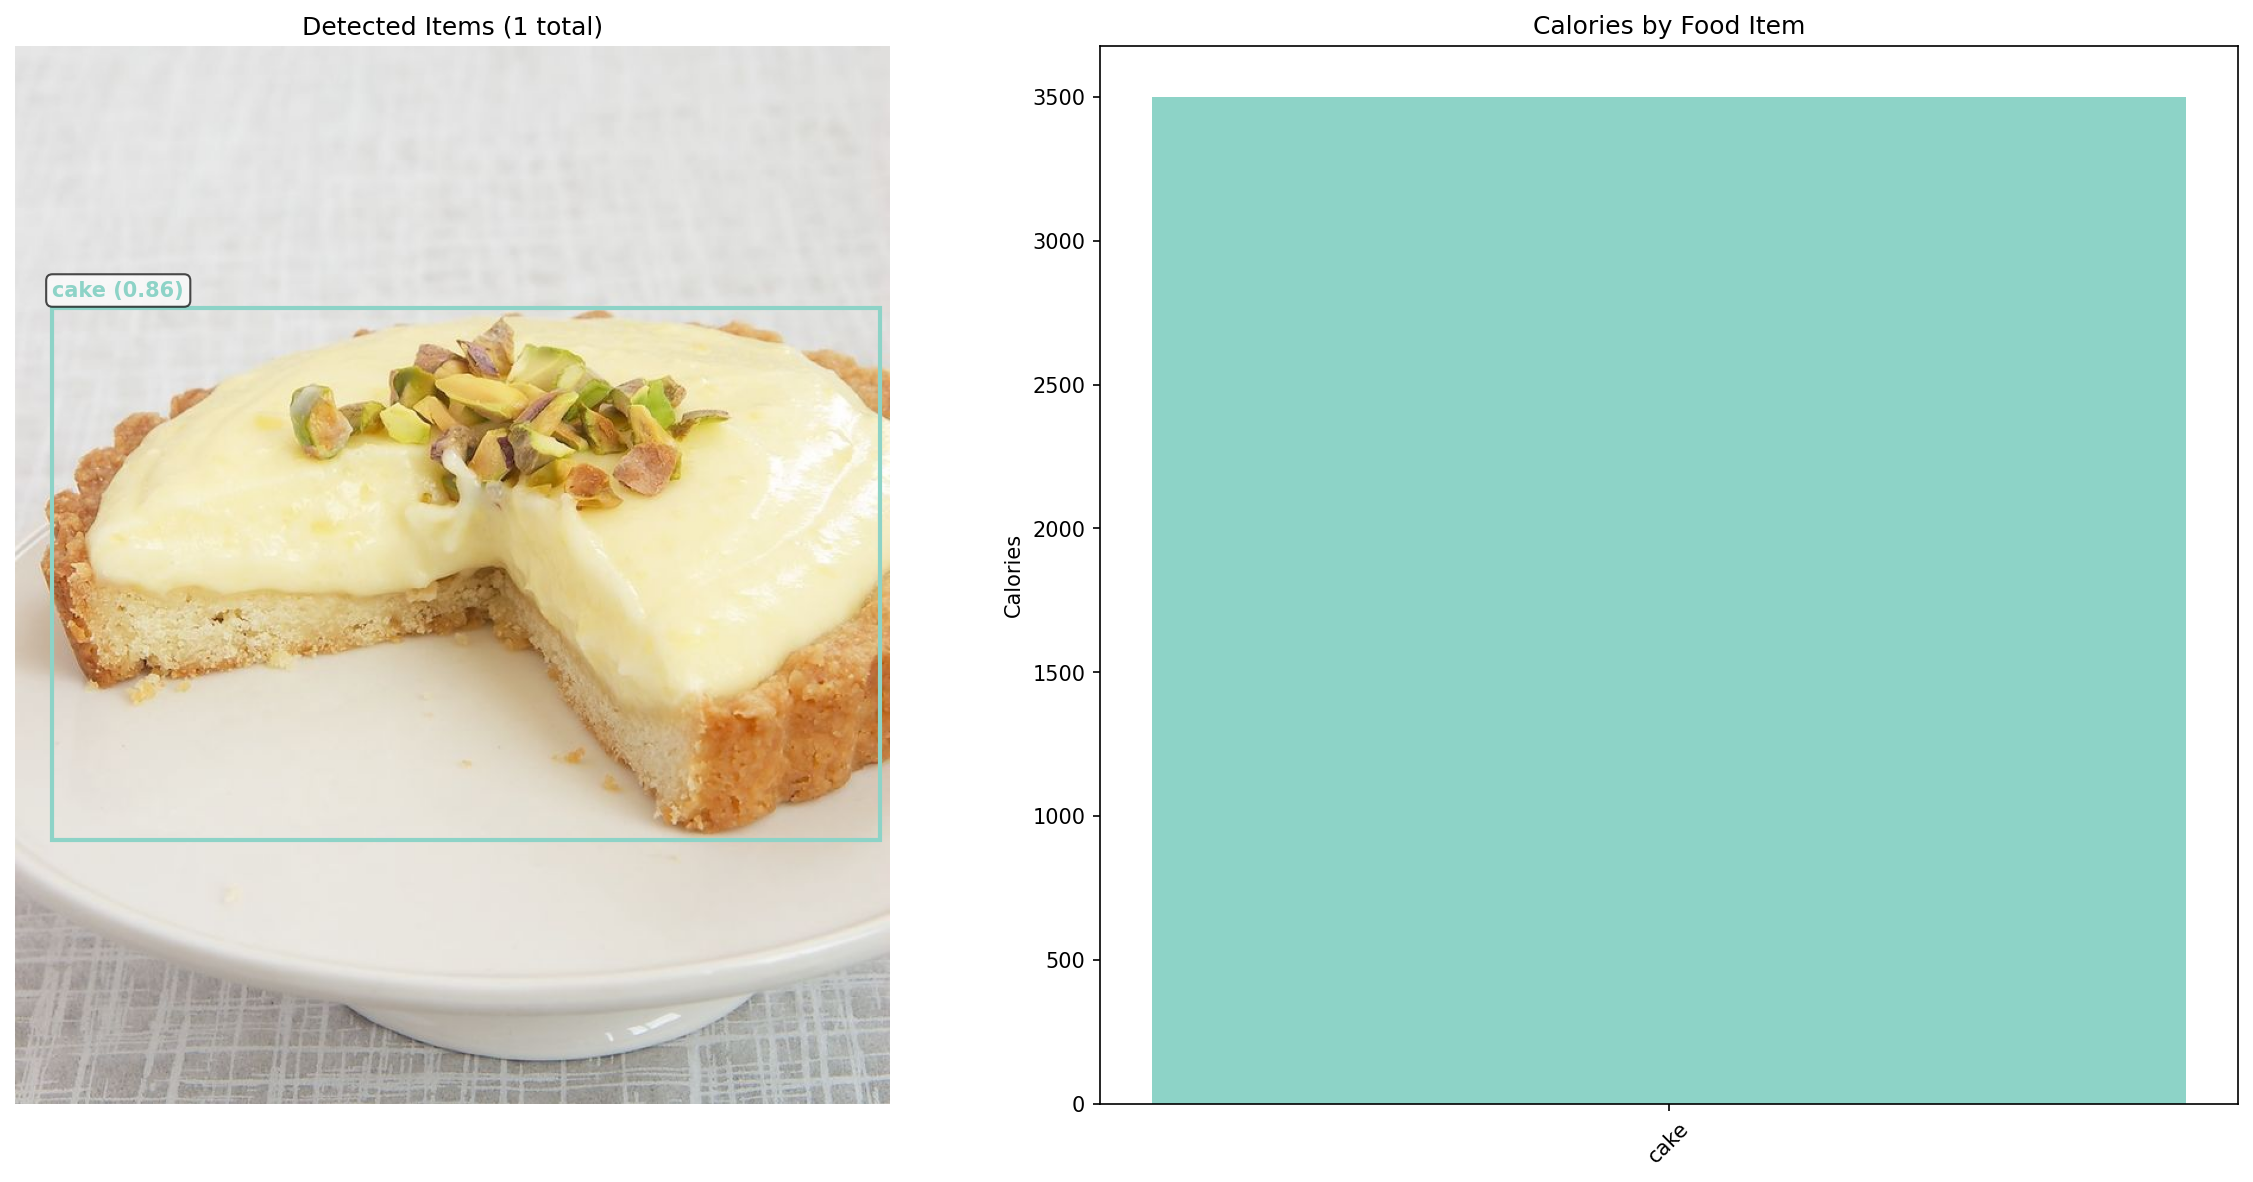 Detected Items (1 total)
cake (0.86)
Calories by Food Item
Calories
3500
3000
2500
2000
1500
1000
500
0
cake